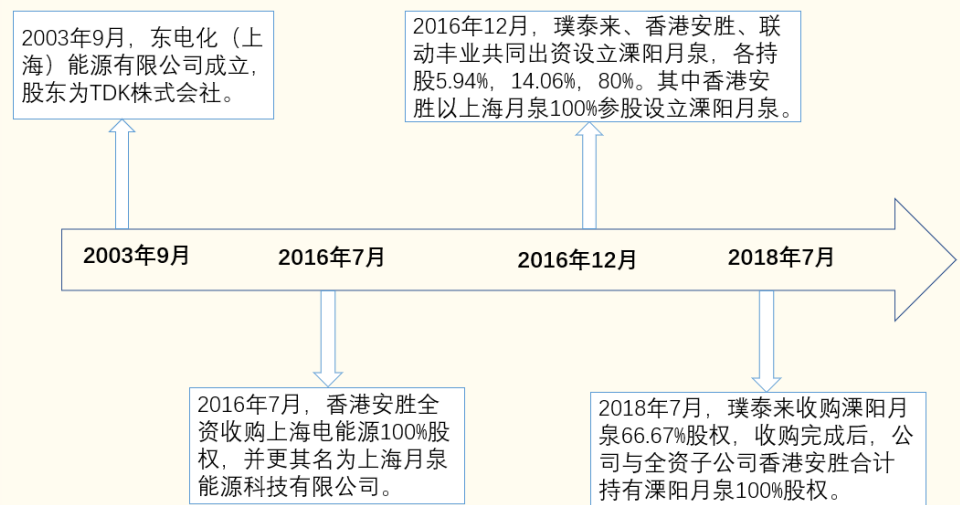 2003年9月，东电化（上
海）能源有限公司成立，
股东为TDK株式会社。
2016年12月，璞泰来、香港安胜、联
动丰业共同出资设立溧阳月泉，各持
股5.94%，14.06%，80%。其中香港安
胜以上海月泉100%参股设立溧阳月泉。
2003年9月
2016年7月
2016年12月
2018年7月
2016年7月，香港安胜全
资收购上海电能源100%股
权，并更其名为上海月泉
能源科技有限公司。
2018年7月，璞泰来收购溧阳月
泉66.67%股权，收购完成后，公
司与全资子公司香港安胜合计
持有溧阳月泉100%股权。